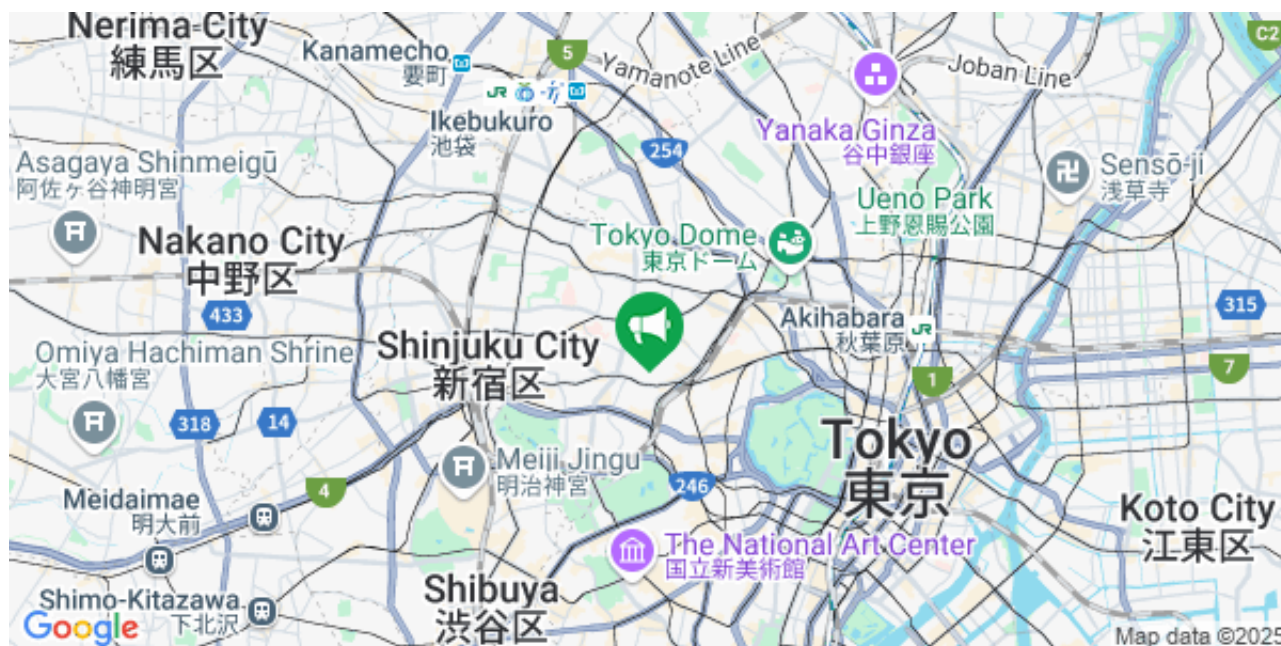 Nerima City
練馬区
Kanamecho
要町
5
Yamanote Line
Joban Line
C2
JR
Ikebukuro
池袋
254
Yanaka Ginza
谷中銀座
Asagaya Shinmeigū
阿佐ヶ谷神明宮
Sensō-ji
浅草寺
Ueno Park
上野恩賜公園
Nakano City
中野区
Tokyo Dome
東京ドーム
433
315
Akihabara
秋葉原
JR
Omiya Hachiman Shrine
大宮八幡宮
Shinjuku City
新宿区
1
7
318
14
Tokyo
東京
Meiji Jingu
明治神宮
246
4
Meidaimae
明大前
Koto City
江東区
The National Art Center
国立新美術館
Shibuya
渋谷区
Shimo-Kitazawa
下北沢
Google
Map data ©2025